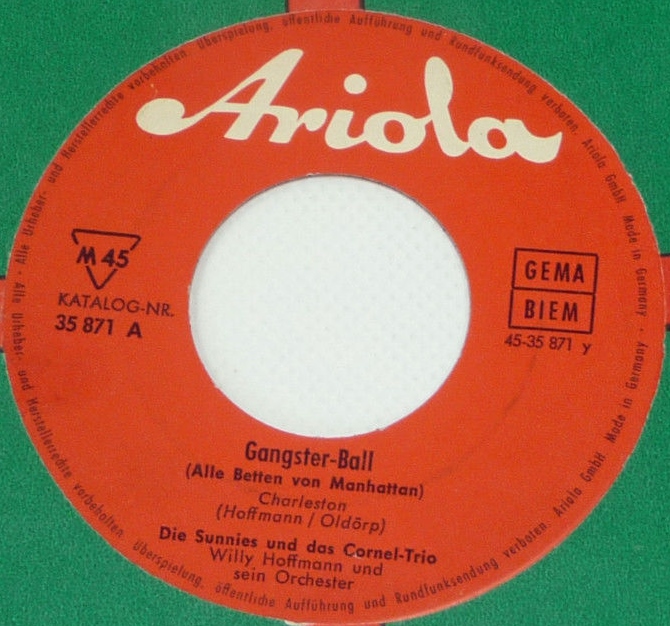 Alle Urheber- und Herstellerrechte vorbehalten Überspielung, öffentliche Aufführung und Rundfunksendung verboten. Ariola GmbH Made in Germany
Ariola
M 45
KATALOG-NR.
35 871 A
GEMA
BIEM
45-35 871 y
Gangster-Ball
(Alle Betten von Manhattan)
Charleston
(Hoffmann / Oldörp)
Die Sunnies und das Cornel-Trio
Willy Hoffmann und
sein Orchester
Alle Urheber- und Herstellerrechte vorbehalten Überspielung, öffentliche Aufführung und Rundfunksendung verboten. Ariola GmbH Made in Germany